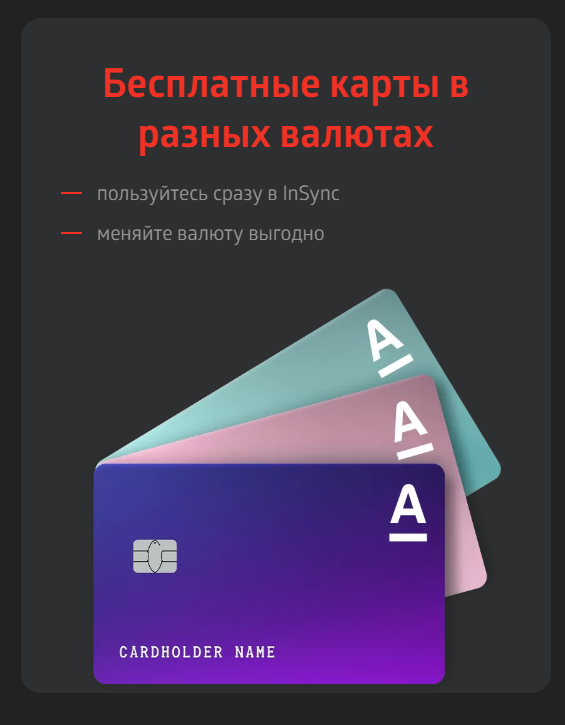 Бесплатные карты в
разных валютах
— пользуйтесь сразу в InSync
— меняйте валюту выгодно
A
A
A
CARDHOLDER NAME